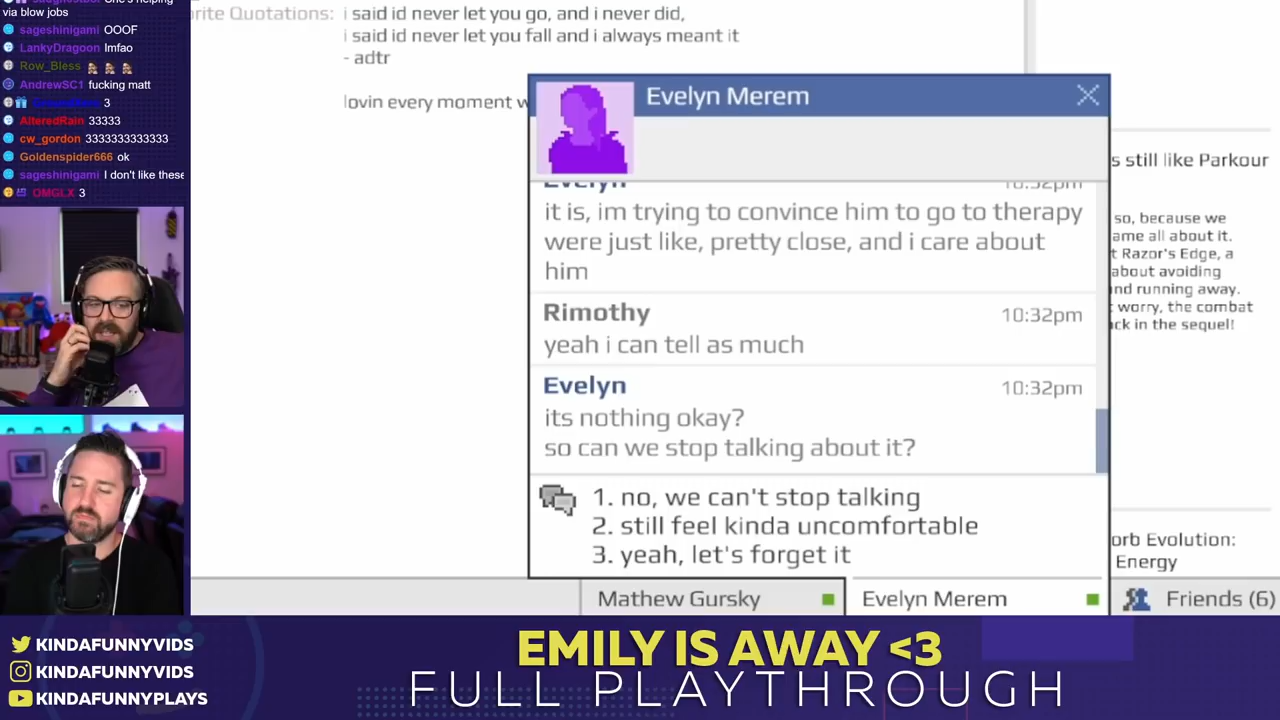 via blow jobs
sageshinigami OOOF
LankyDragoon lmfao
Row_Bless
AndrewSC1 fucking matt
3
AlteredRain 33333
cw_gordon 3333333333333
Goldenspider666 ok
sageshinigami I don't like these
OMGLX 3
rite Quotations:
i said id never let you go, and i never did,
i said id never let you fall and i always meant it
- adtr
lovin every moment w
Evelyn Merem
Evelyn 10:32pm
it is, im trying to convince him to go to therapy
were just like, pretty close, and i care about
him
Rimothy 10:32pm
yeah i can tell as much
Evelyn 10:32pm
its nothing okay?
so can we stop talking about it?
1. no, we can't stop talking
2. still feel kinda uncomfortable
3. yeah, let's forget it
s still like Parkour
so, because we
ame all about it.
t Razor's Edge, a
about avoiding
nd running away.
worry, the combat
ck in the sequel!
orb Evolution:
Energy
Mathew Gursky
Evelyn Merem
Friends (6)
KINDAFUNNYVIDS
KINDAFUNNYVIDS
KINDAFUNNYPLAYS
EMILY IS AWAY <3
FULL PLAYTHROUGH